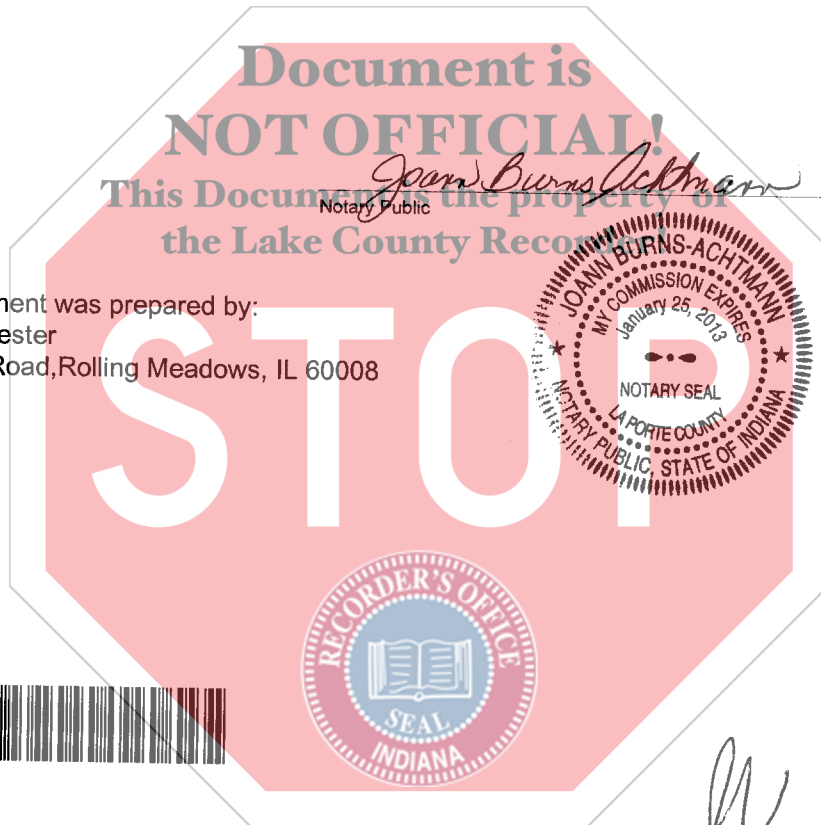 Document is
NOT OFFICIAL!
Joann Burns Achtmann
This Document is the property of
Notary Public
the Lake County Recorder!
JOANN BURNS-ACHTMANN
MY COMMISSION EXPIRES
January 25, 2013
NOTARY SEAL
LA PORTE COUNTY
NOTARY PUBLIC, STATE OF INDIANA
ment was prepared by:
ester
Road,Rolling Meadows, IL 60008
STOP
RECORDER'S OFFICE
SEAL
INDIANA